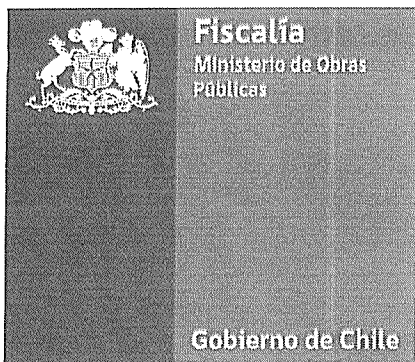 Fiscalía
Ministerio de Obras
Públicas
Gobierno de Chile